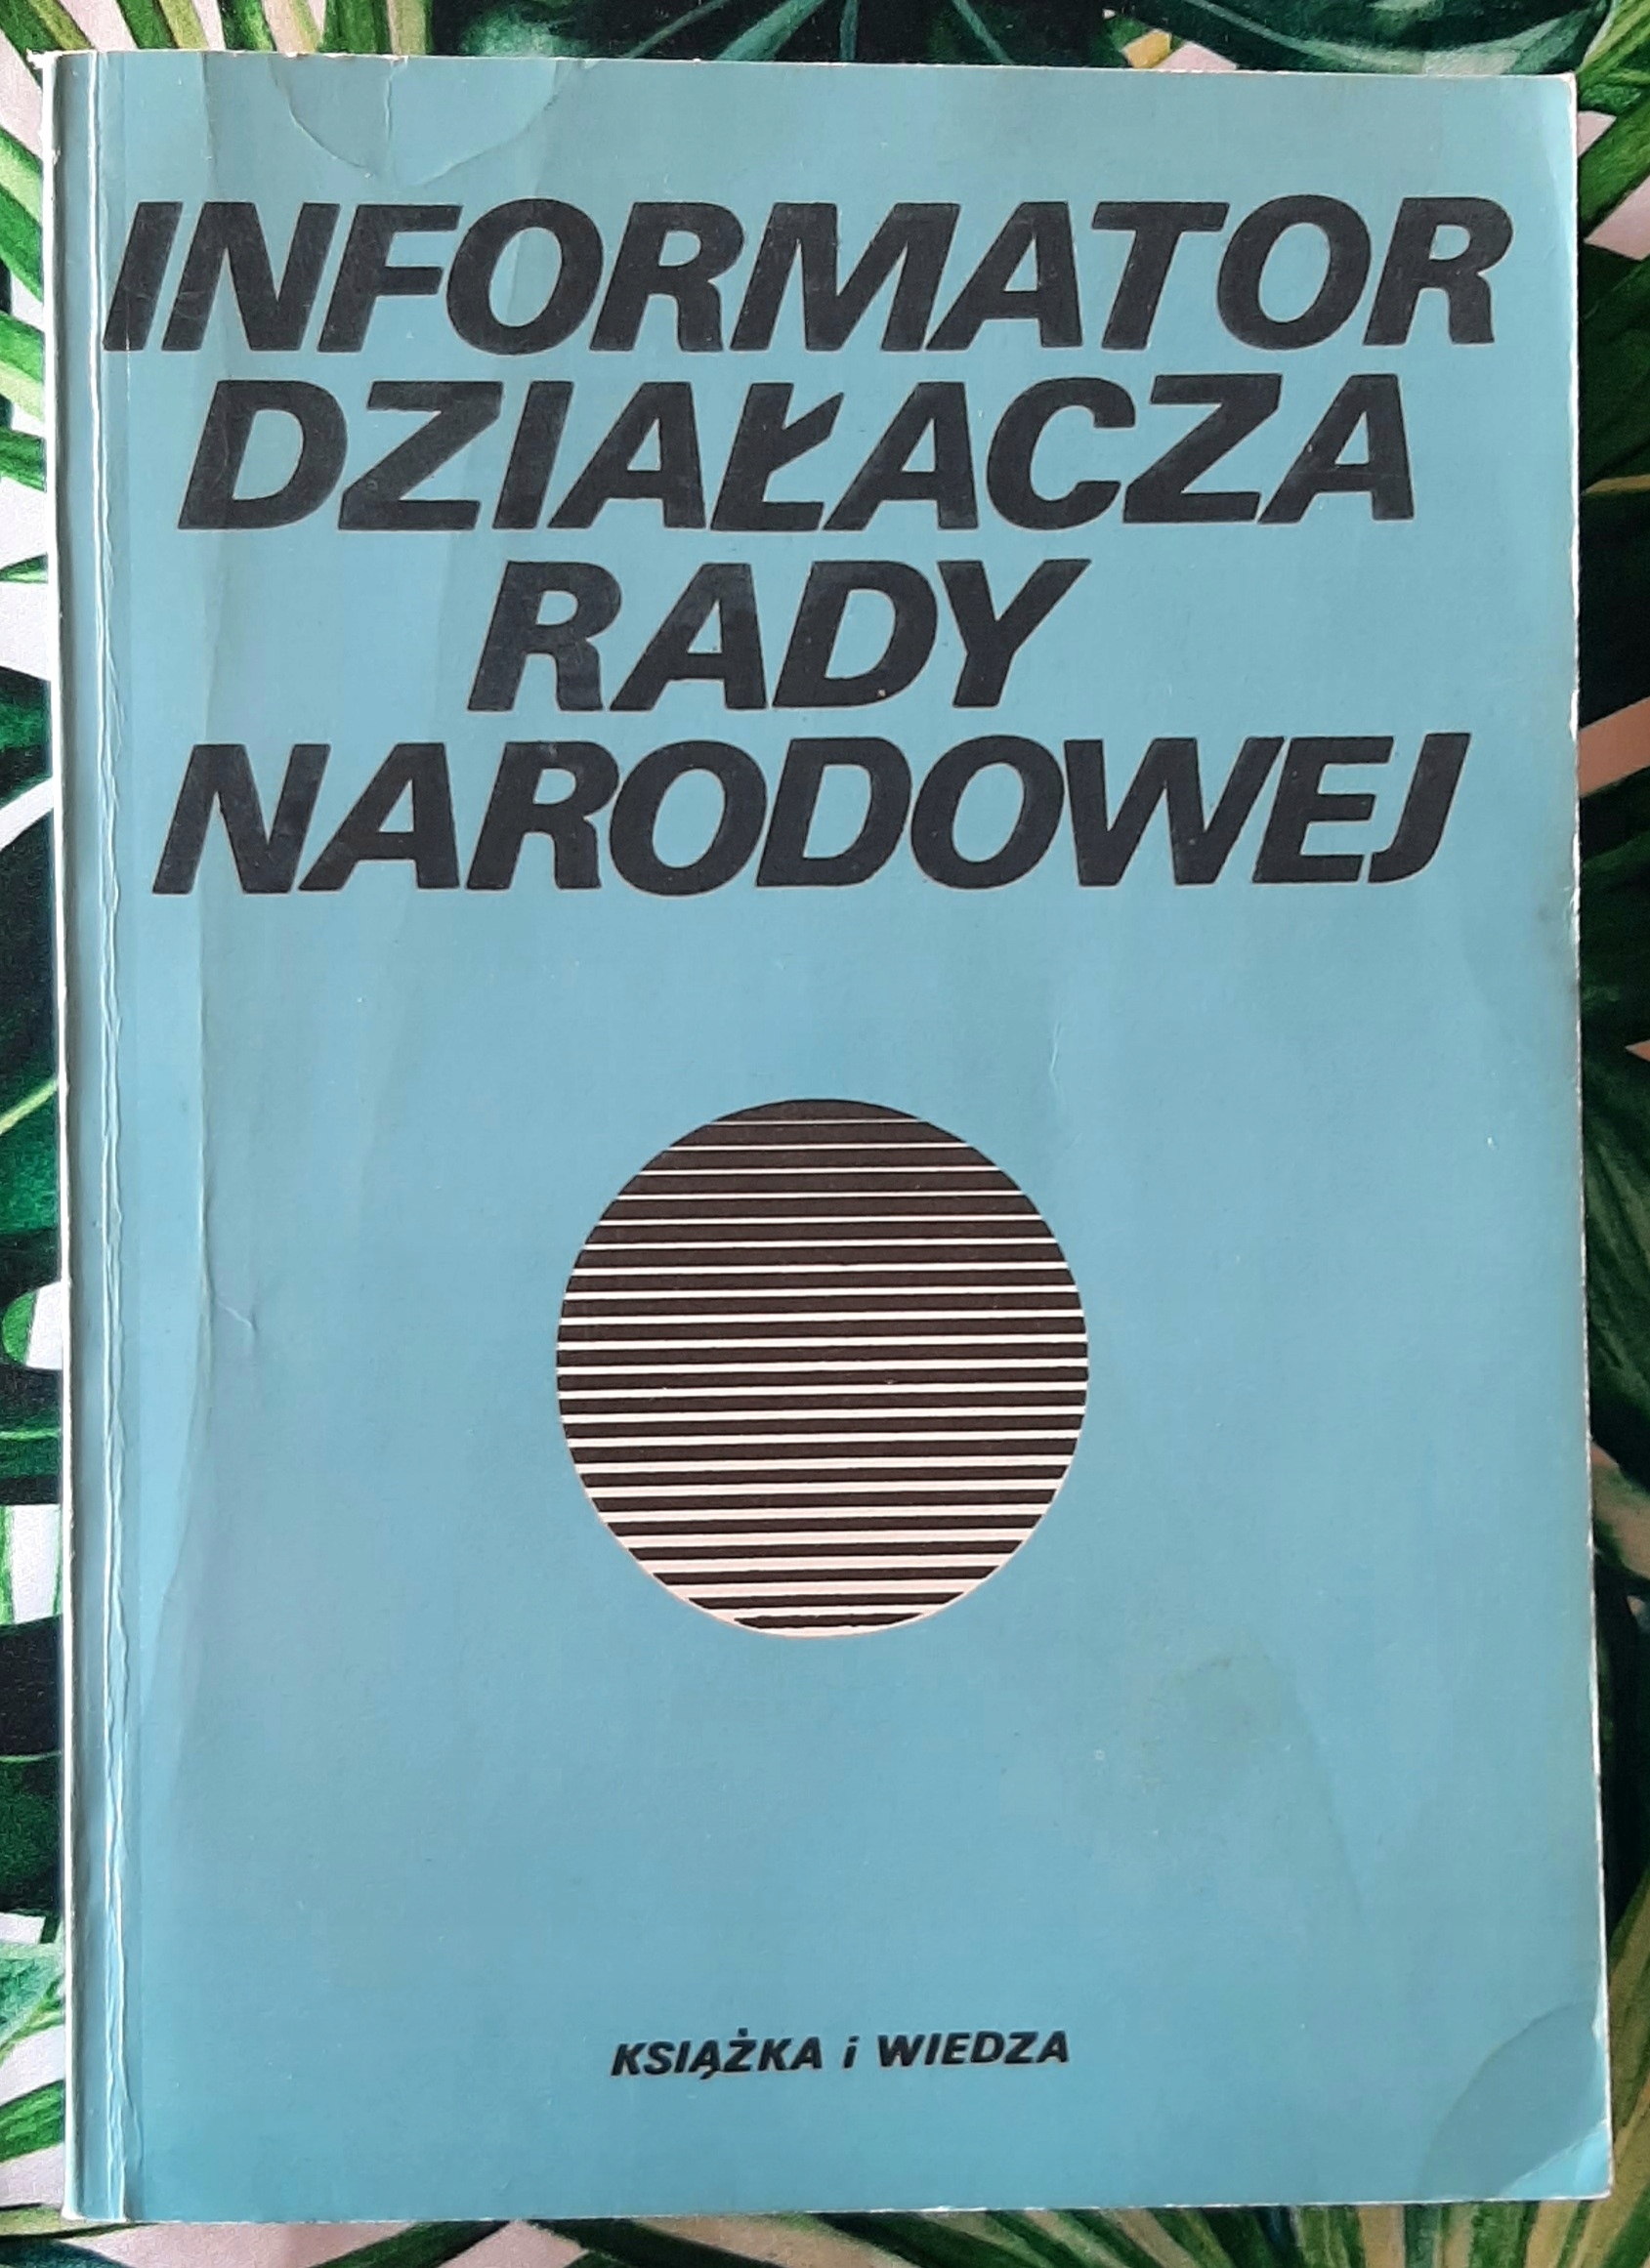 INFORMATOR
DZIAŁACZA
RADY
NARODOWEJ
KSIĄŻKA i WIEDZA